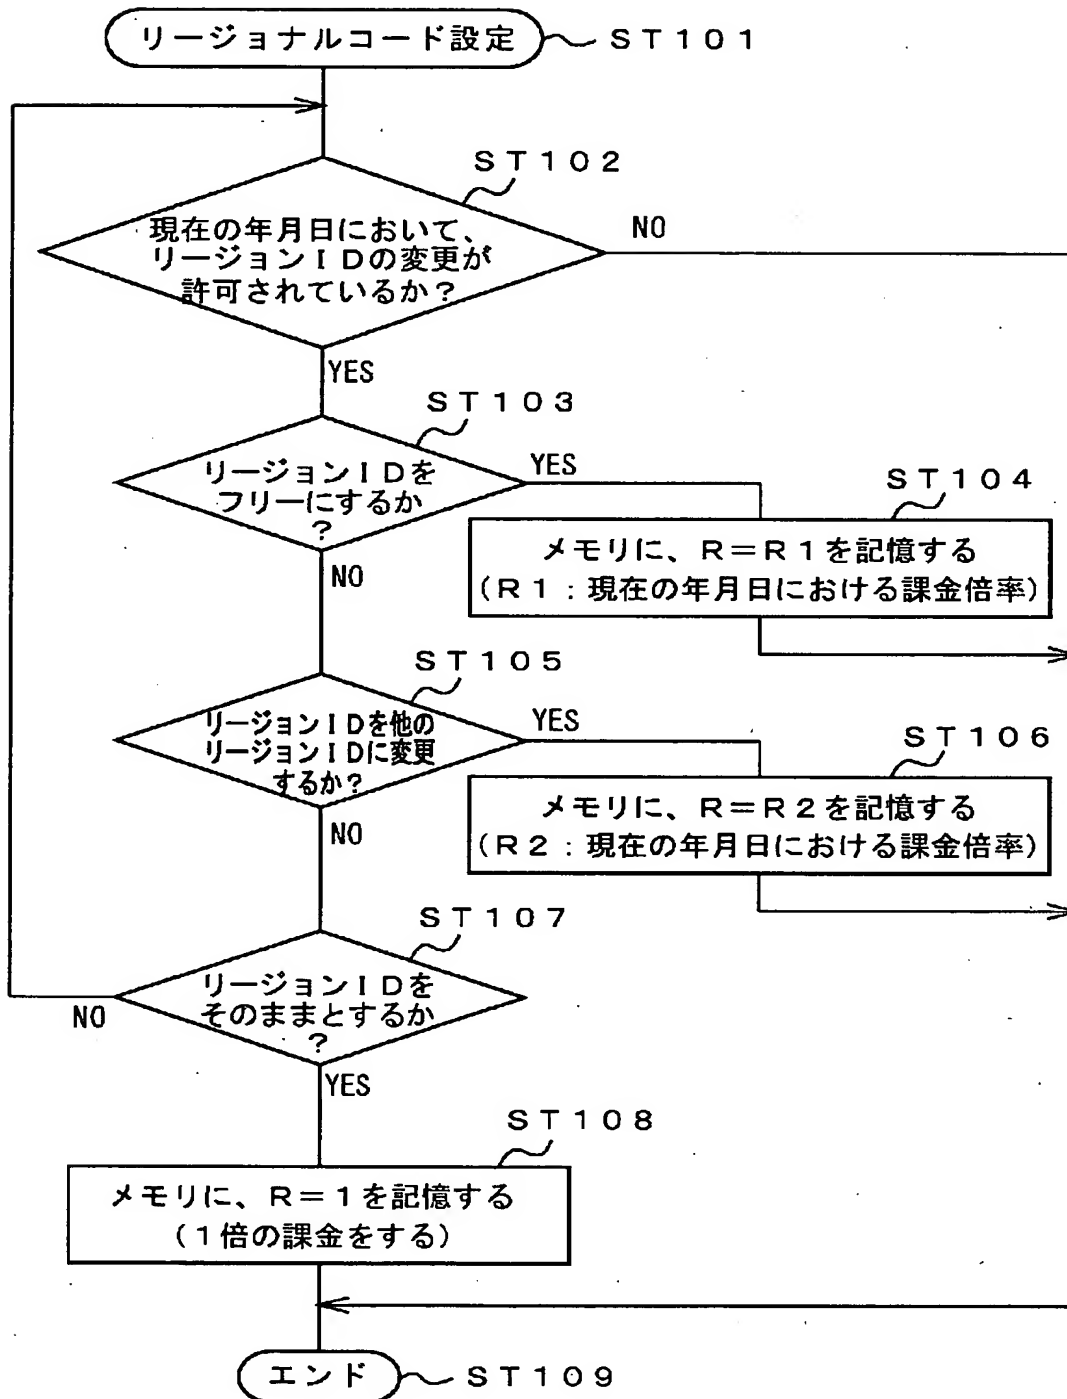 リージョナルコード設定 ST101
ST102
現在の年月日において、
リージョンIDの変更が
許可されているか?
NO
YES
ST103
リージョンIDを
フリーにするか
?
YES
NO
ST104
メモリに、R=R1を記憶する
(R1:現在の年月日における課金倍率)
ST105
リージョンIDを他の
リージョンIDに変更
するか?
YES
NO
ST106
メモリに、R=R2を記憶する
(R2:現在の年月日における課金倍率)
ST107
リージョンIDを
そのままとするか
?
NO
YES
ST108
メモリに、R=1を記憶する
(1倍の課金をする)
エンド ST109